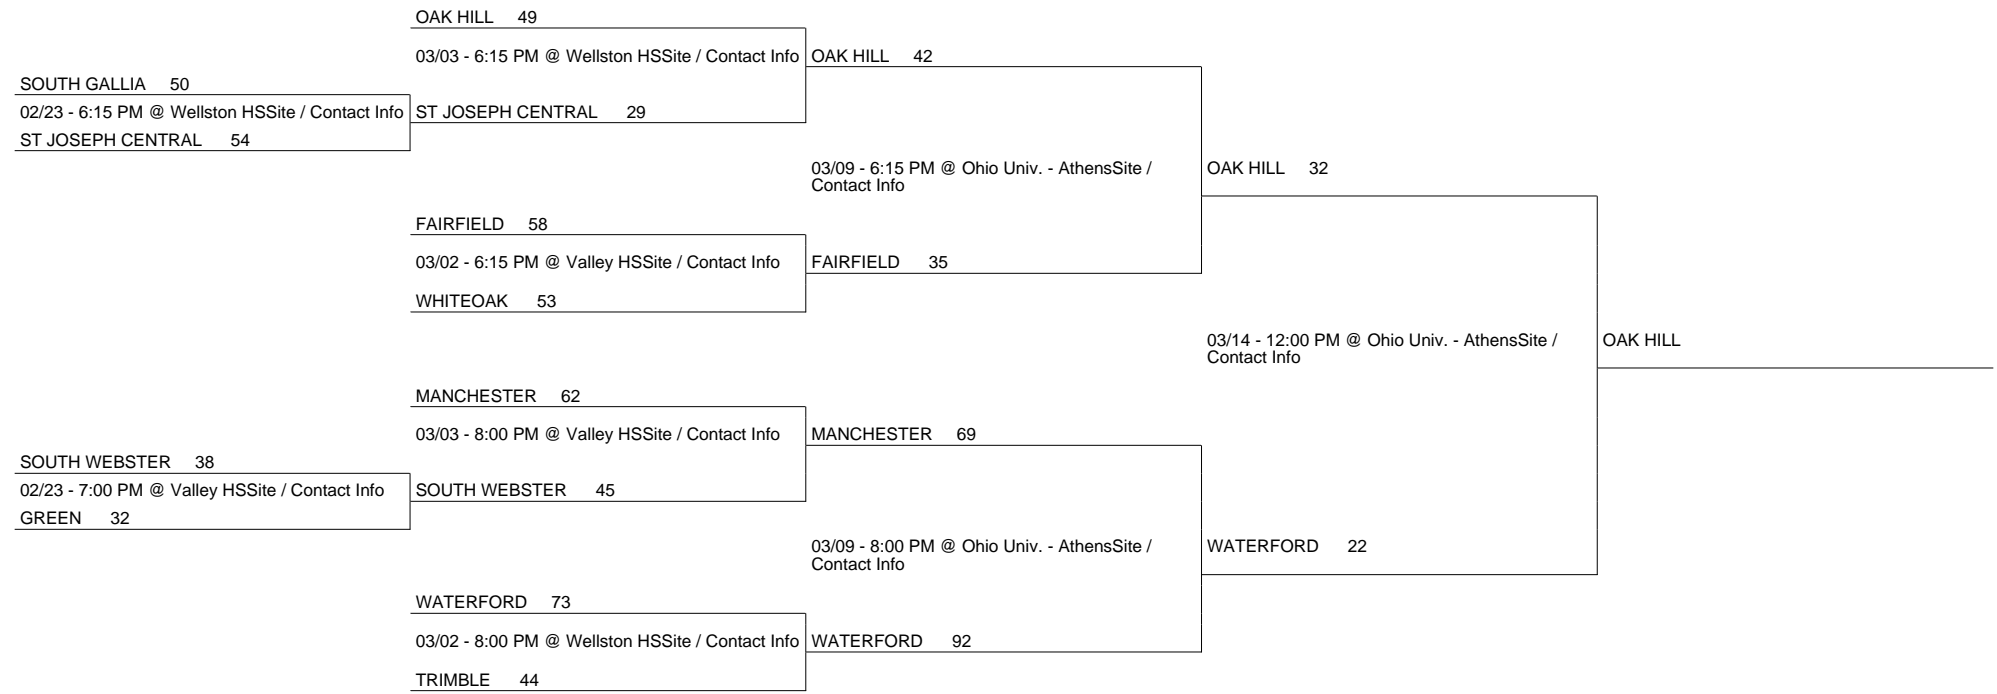 OAK HILL 49
03/03 - 6:15 PM @ Wellston HSSite / Contact Info
OAK HILL 42
SOUTH GALLIA 50
02/23 - 6:15 PM @ Wellston HSSite / Contact Info
ST JOSEPH CENTRAL 29
ST JOSEPH CENTRAL 54
03/09 - 6:15 PM @ Ohio Univ. - AthensSite /
Contact Info
OAK HILL 32
FAIRFIELD 58
03/02 - 6:15 PM @ Valley HSSite / Contact Info
FAIRFIELD 35
WHITEOAK 53
03/14 - 12:00 PM @ Ohio Univ. - AthensSite /
Contact Info
OAK HILL
MANCHESTER 62
03/03 - 8:00 PM @ Valley HSSite / Contact Info
MANCHESTER 69
SOUTH WEBSTER 38
02/23 - 7:00 PM @ Valley HSSite / Contact Info
SOUTH WEBSTER 45
GREEN 32
03/09 - 8:00 PM @ Ohio Univ. - AthensSite /
Contact Info
WATERFORD 22
WATERFORD 73
03/02 - 8:00 PM @ Wellston HSSite / Contact Info
WATERFORD 92
TRIMBLE 44